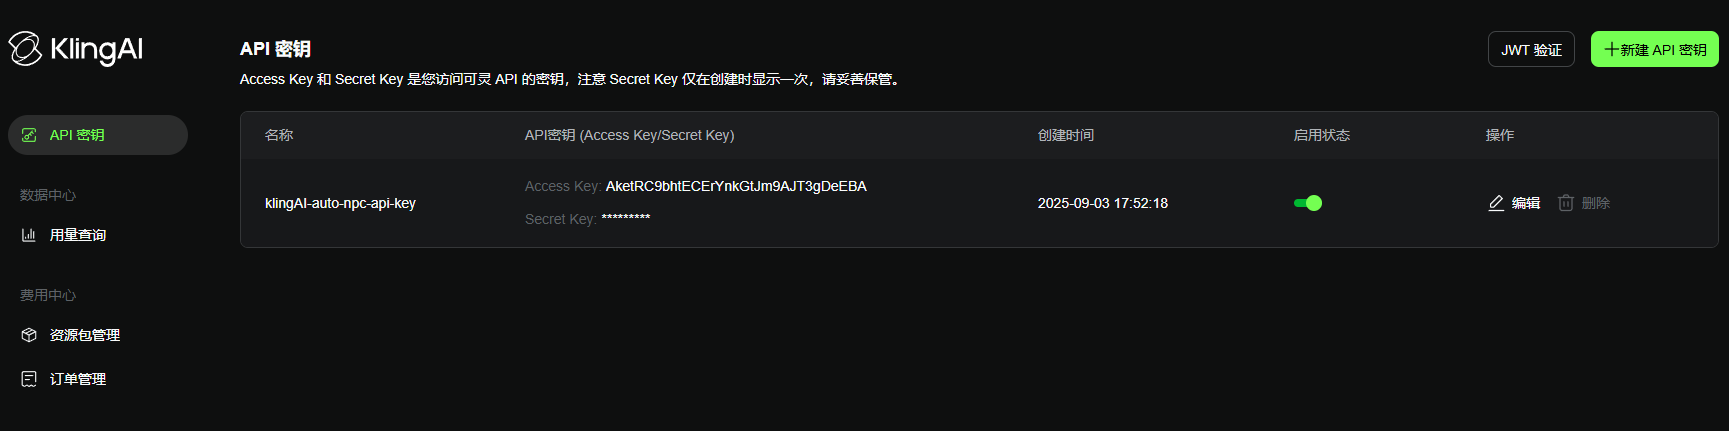 KlingAI
API 密钥
数据中心
用量查询
费用中心
资源包管理
订单管理
API 密钥
Access Key 和 Secret Key 是您访问可灵 API 的密钥，注意 Secret Key 仅在创建时显示一次，请妥善保管。
JWT 验证
新建 API 密钥
名称 API密钥 (Access Key/Secret Key) 创建时间 启用状态 操作
klingAI-auto-npc-api-key
Access Key: AketRC9bhtECErYnkGtJm9AJT3gDeEBA
Secret Key: *********
2025-09-03 17:52:18
编辑 删除